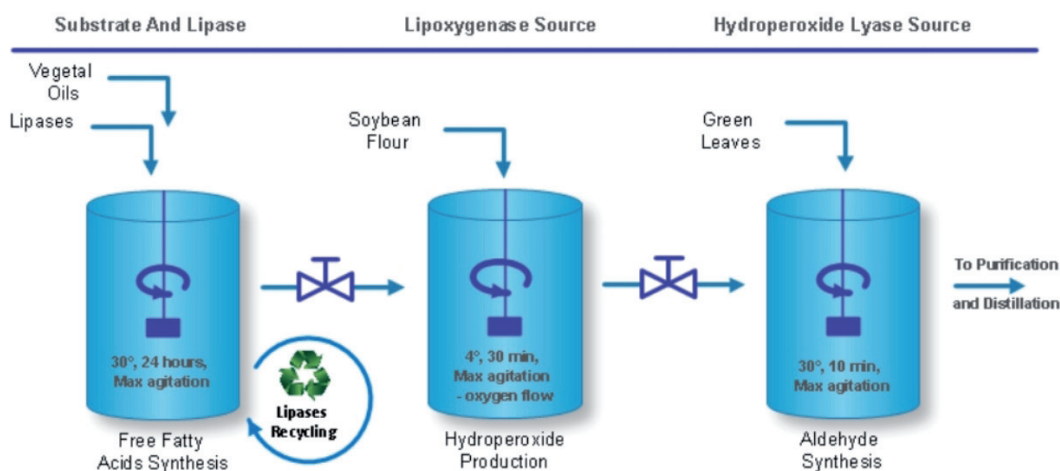 Substrate And Lipase
Lipoxygenase Source
Hydroperoxide Lyase Source
Vegetal
Oils
Lipases
Soybean
Flour
Green
Leaves
30°, 24 hours,
Max agitation
Lipases
Recycling
4°, 30 min,
Max agitation
- oxygen flow
30°, 10 min,
Max agitation
To Purification
and Distillation
Free Fatty
Acids Synthesis
Hydroperoxide
Production
Aldehyde
Synthesis